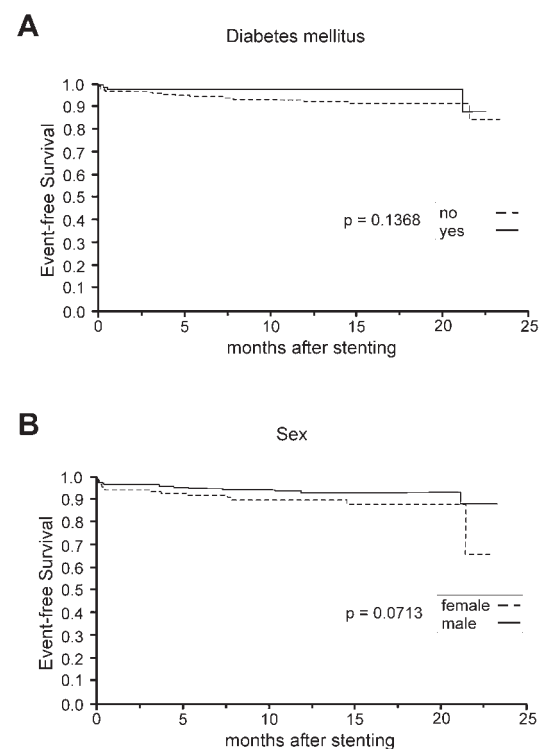 A
Diabetes mellitus
Event-free Survival
1.0
0.9
0.8
0.7
0.6
0.5
0.4
0.3
0.2
0.1
0.0
p = 0.1368
no
yes
0 5 10 15 20 25
months after stenting
B
Sex
Event-free Survival
1.0
0.9
0.8
0.7
0.6
0.5
0.4
0.3
0.2
0.1
0.0
p = 0.0713
female
male
0 5 10 15 20 25
months after stenting